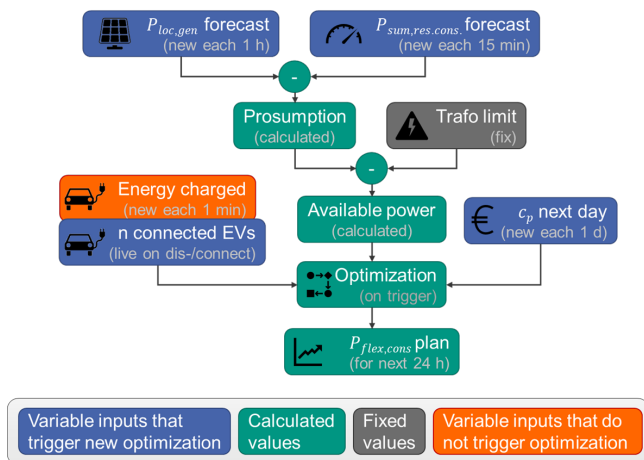 P_loc,gen forecast
(new each 1 h)
P_sum,res.cons. forecast
(new each 15 min)
-
Prosumption
(calculated)
Trafo limit
(fix)
-
Energy charged
(new each 1 min)
n connected EVs
(live on dis-/connect)
Available power
(calculated)
€
c_p next day
(new each 1 d)
Optimization
(on trigger)
P_flex,cons plan
(for next 24 h)
Variable inputs that
trigger new optimization
Calculated
values
Fixed
values
Variable inputs that do
not trigger optimization